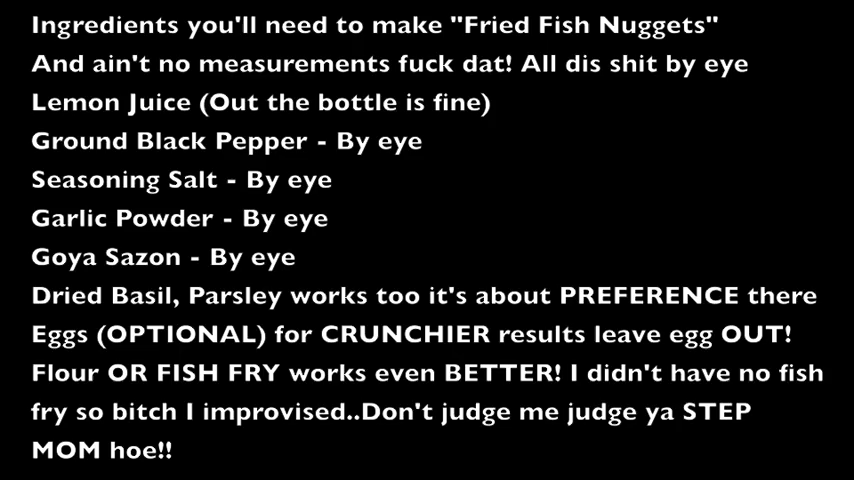 Ingredients you'll need to make "Fried Fish Nuggets"
And ain't no measurements fuck dat! All dis shit by eye
Lemon Juice (Out the bottle is fine)
Ground Black Pepper - By eye
Seasoning Salt - By eye
Garlic Powder - By eye
Goya Sazon - By eye
Dried Basil, Parsley works too it's about PREFERENCE there
Eggs (OPTIONAL) for CRUNCHIER results leave egg OUT!
Flour OR FISH FRY works even BETTER! I didn't have no fish
fry so bitch I improvised..Don't judge me judge ya STEP
MOM hoe!!